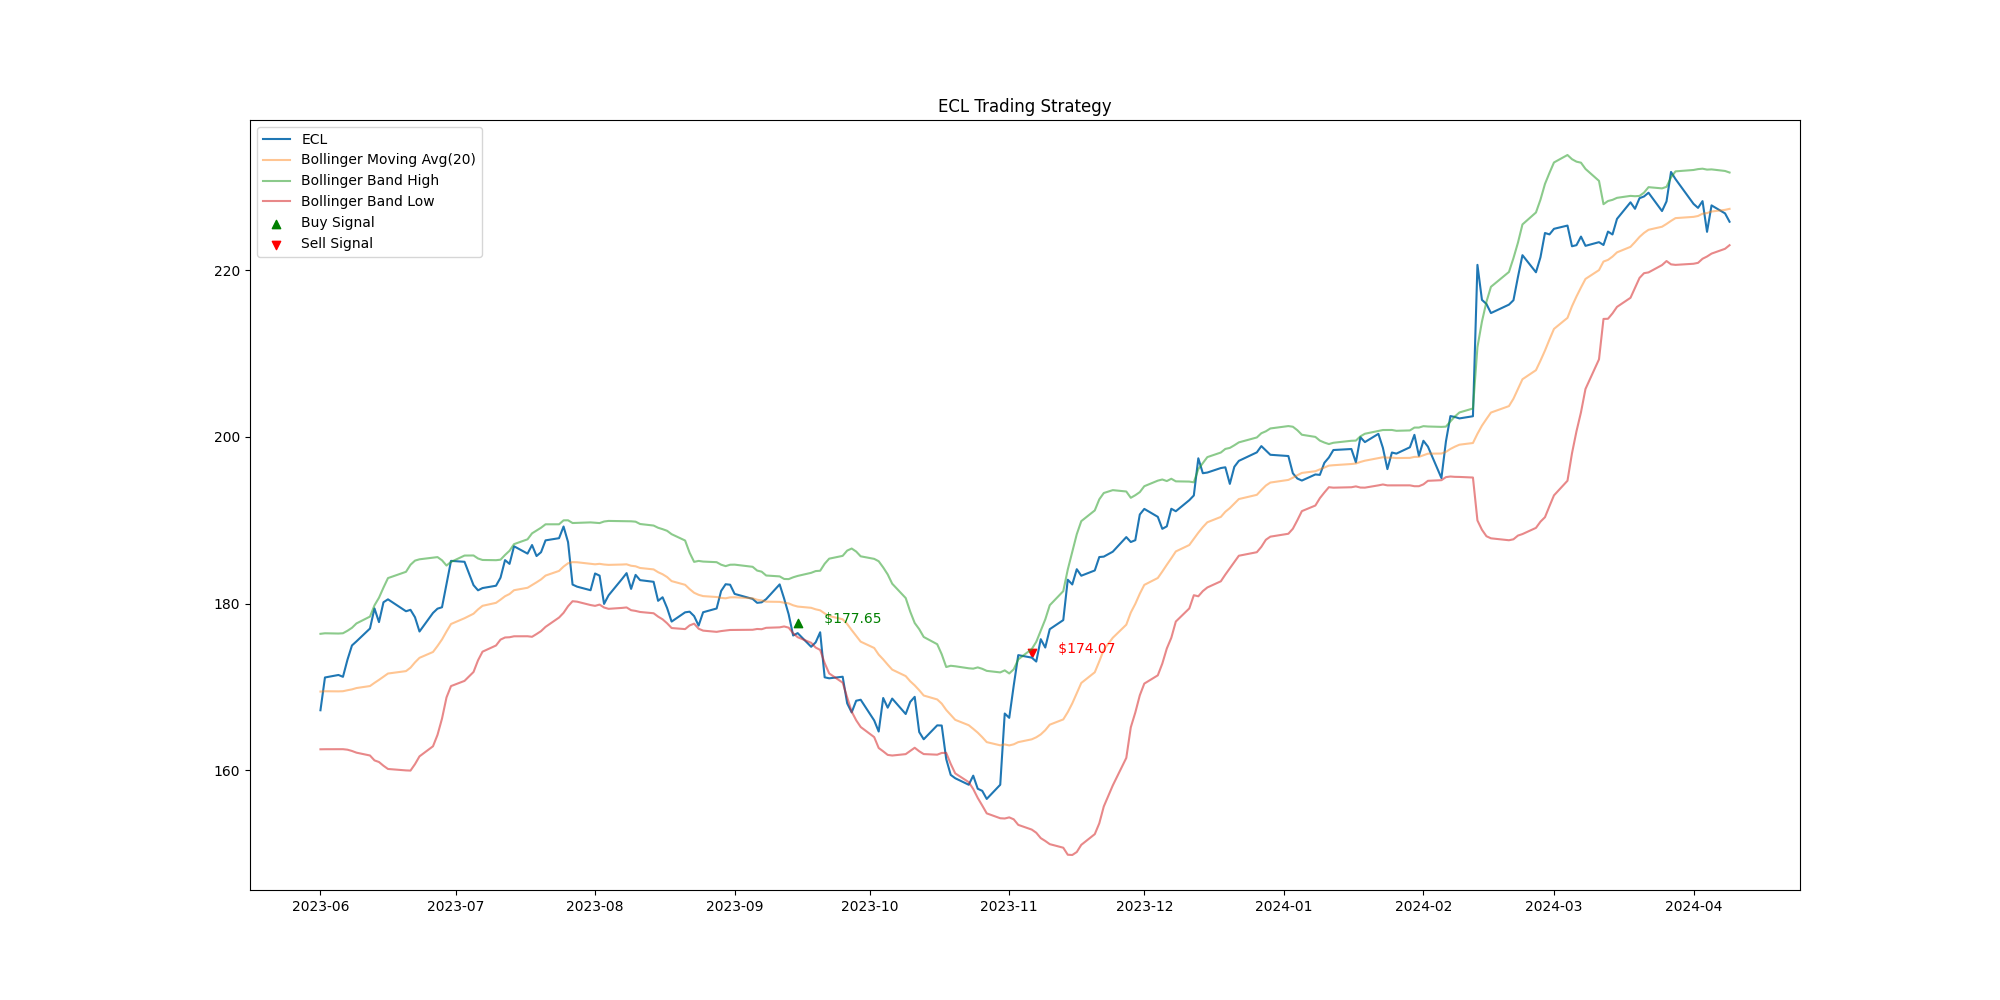 ECL Trading Strategy
ECL
Bollinger Moving Avg(20)
Bollinger Band High
Bollinger Band Low
Buy Signal
Sell Signal
220
200
180
160
$177.65
$174.07
2023-06 2023-07 2023-08 2023-09 2023-10 2023-11 2023-12 2024-01 2024-02 2024-03 2024-04